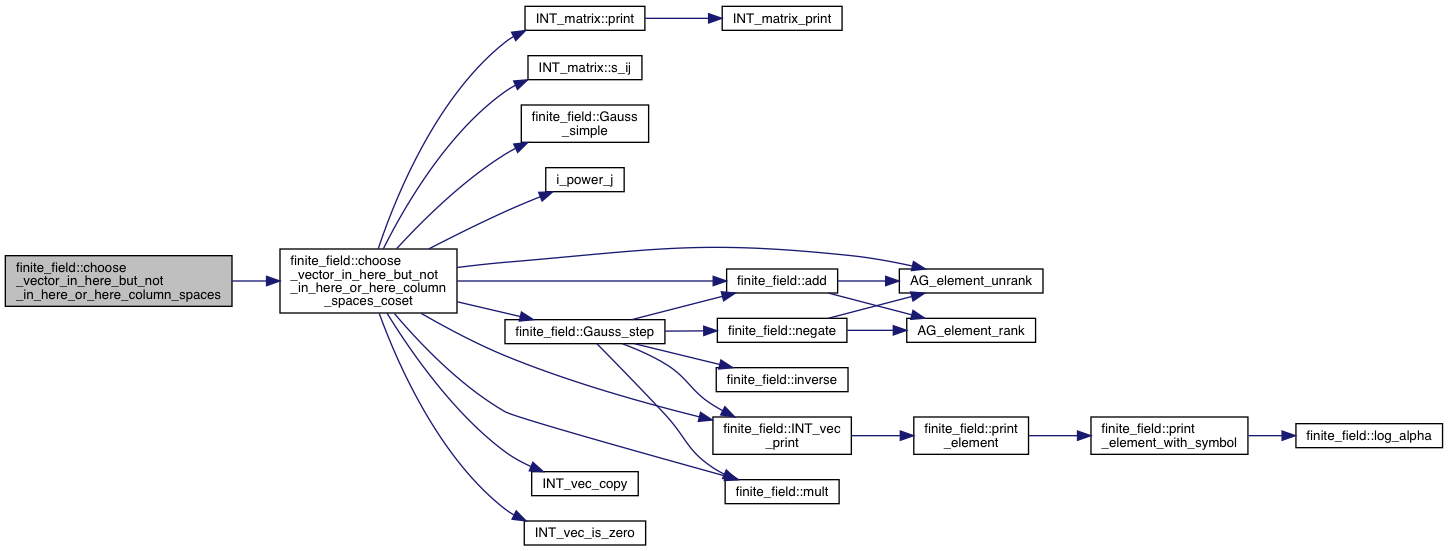 INT_matrix::print
INT_matrix_print
INT_matrix::s_ij
finite_field::Gauss
_simple
i_power_j
finite_field::choose
_vector_in_here_but_not
_in_here_or_here_column_spaces
finite_field::choose
_vector_in_here_but_not
_in_here_or_here_column
_spaces_coset
finite_field::add
AG_element_unrank
finite_field::Gauss_step
finite_field::negate
AG_element_rank
finite_field::inverse
finite_field::INT_vec
_print
finite_field::print
_element
finite_field::print
_element_with_symbol
finite_field::log_alpha
INT_vec_copy
finite_field::mult
INT_vec_is_zero